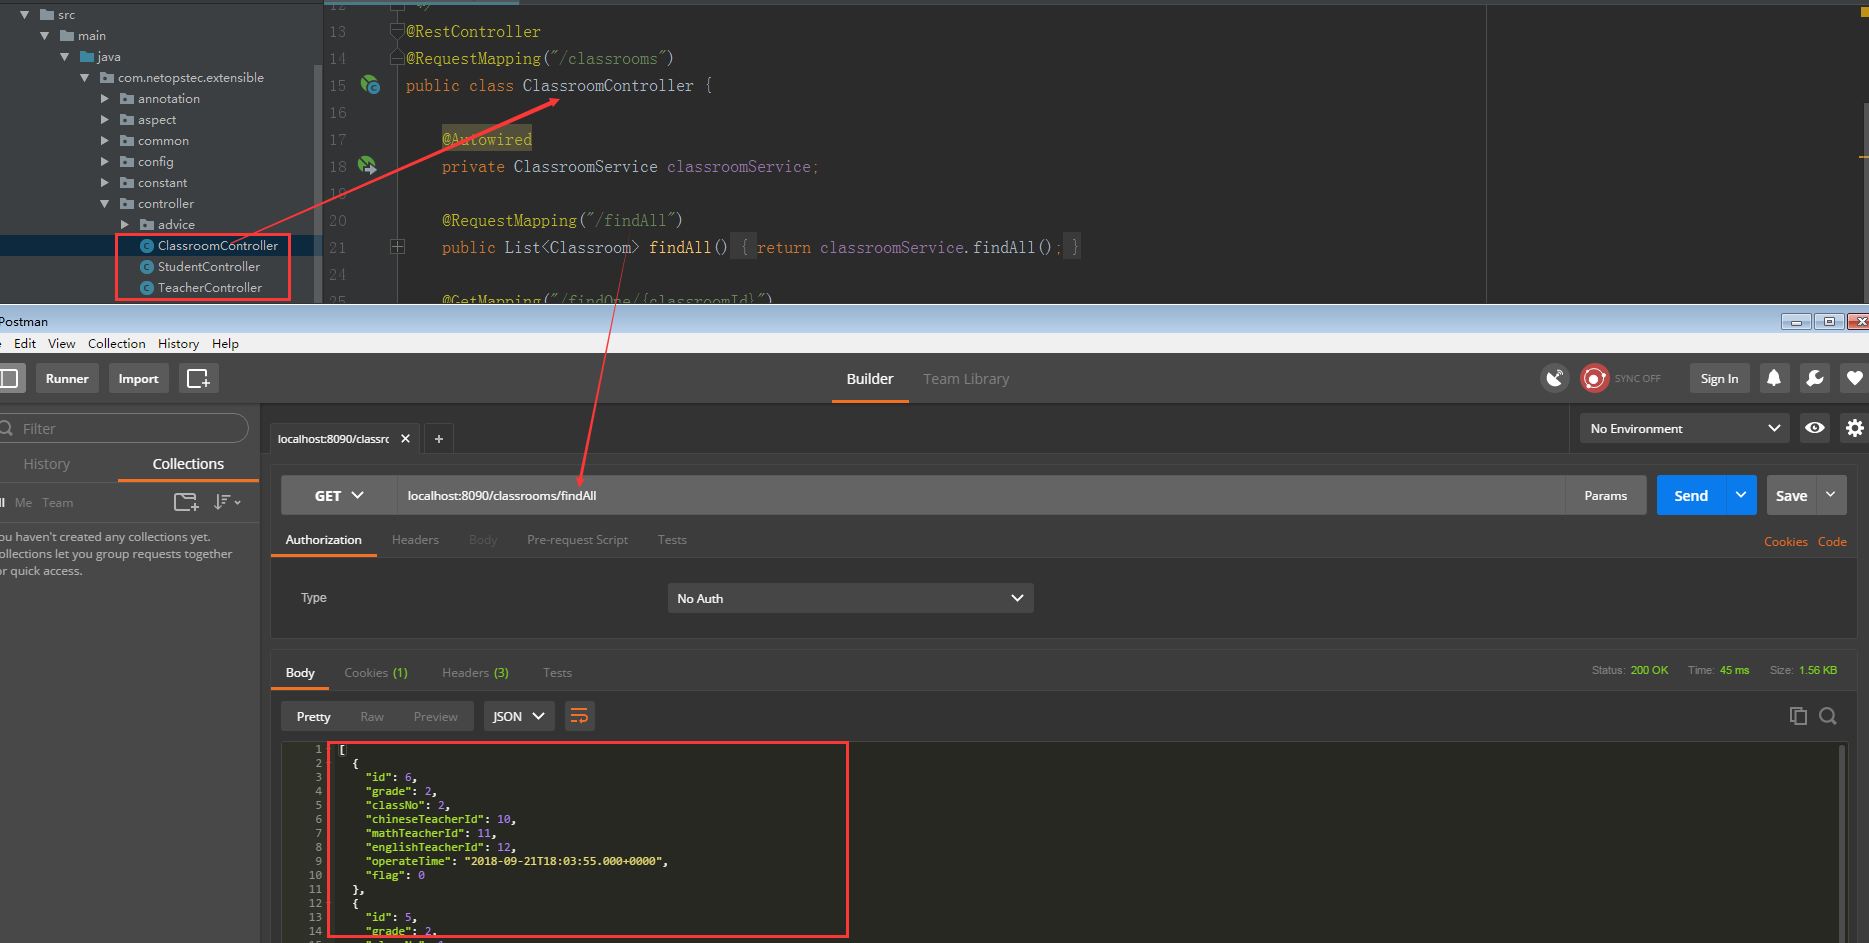 src
main
java
com.netopstec.extensible
annotation
aspect
common
config
constant
controller
advice
ClassroomController
StudentController
TeacherController
12 */
13 @RestController
14 @RequestMapping("/classrooms")
15 public class ClassroomController {
16
17 @Autowired
18 private ClassroomService classroomService;
19
20 @RequestMapping("/findAll")
21 public List<Classroom> findAll() { return classroomService.findAll(); }
24
25 @GetMapping("/findOne/{classroomId}")
Postman
Edit View Collection History Help
Runner Import
Builder Team Library
SYNC OFF Sign In
Filter
localhost:8090/classrc
+
No Environment
History Collections
Me Team
ou haven't created any collections yet.
ollections let you group requests together
or quick access.
GET localhost:8090/classrooms/findAll Params Send Save
Authorization Headers Body Pre-request Script Tests Cookies Code
Type No Auth
Body Cookies (1) Headers (3) Tests Status: 200 OK Time: 45 ms Size: 1.56 KB
Pretty Raw Preview JSON
1 [
2 {
3 "id": 6,
4 "grade": 2,
5 "classNo": 2,
6 "chineseTeacherId": 10,
7 "mathTeacherId": 11,
8 "englishTeacherId": 12,
9 "operateTime": "2018-09-21T18:03:55.000+0000",
10 "flag": 0
11 },
12 {
13 "id": 5,
14 "grade": 2,